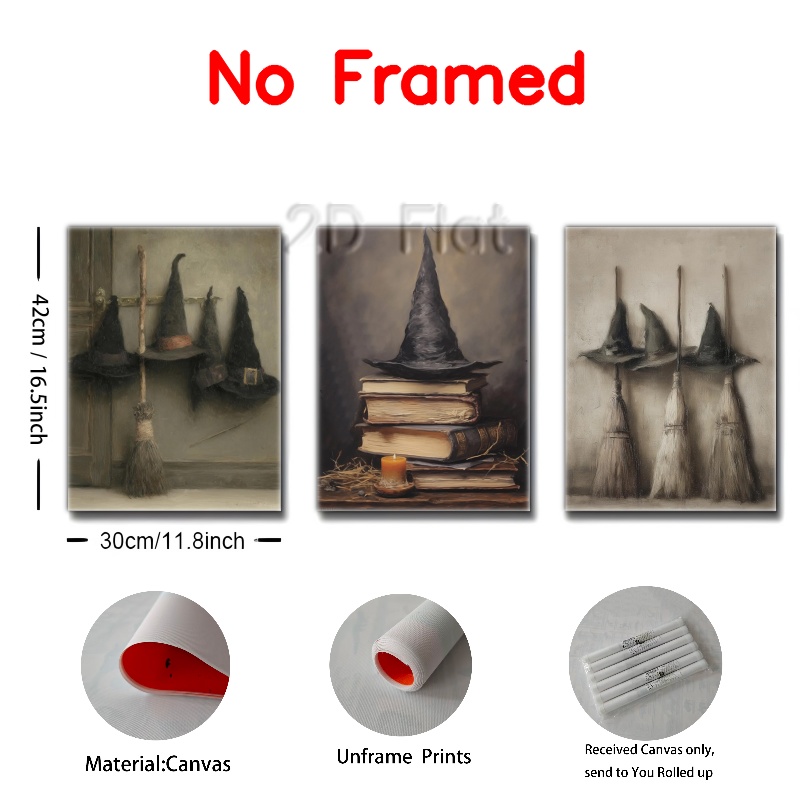 No Framed
2D Flat
42cm / 16.5inch
30cm/11.8inch
Material:Canvas
Unframe Prints
Received Canvas only,
send to You Rolled up